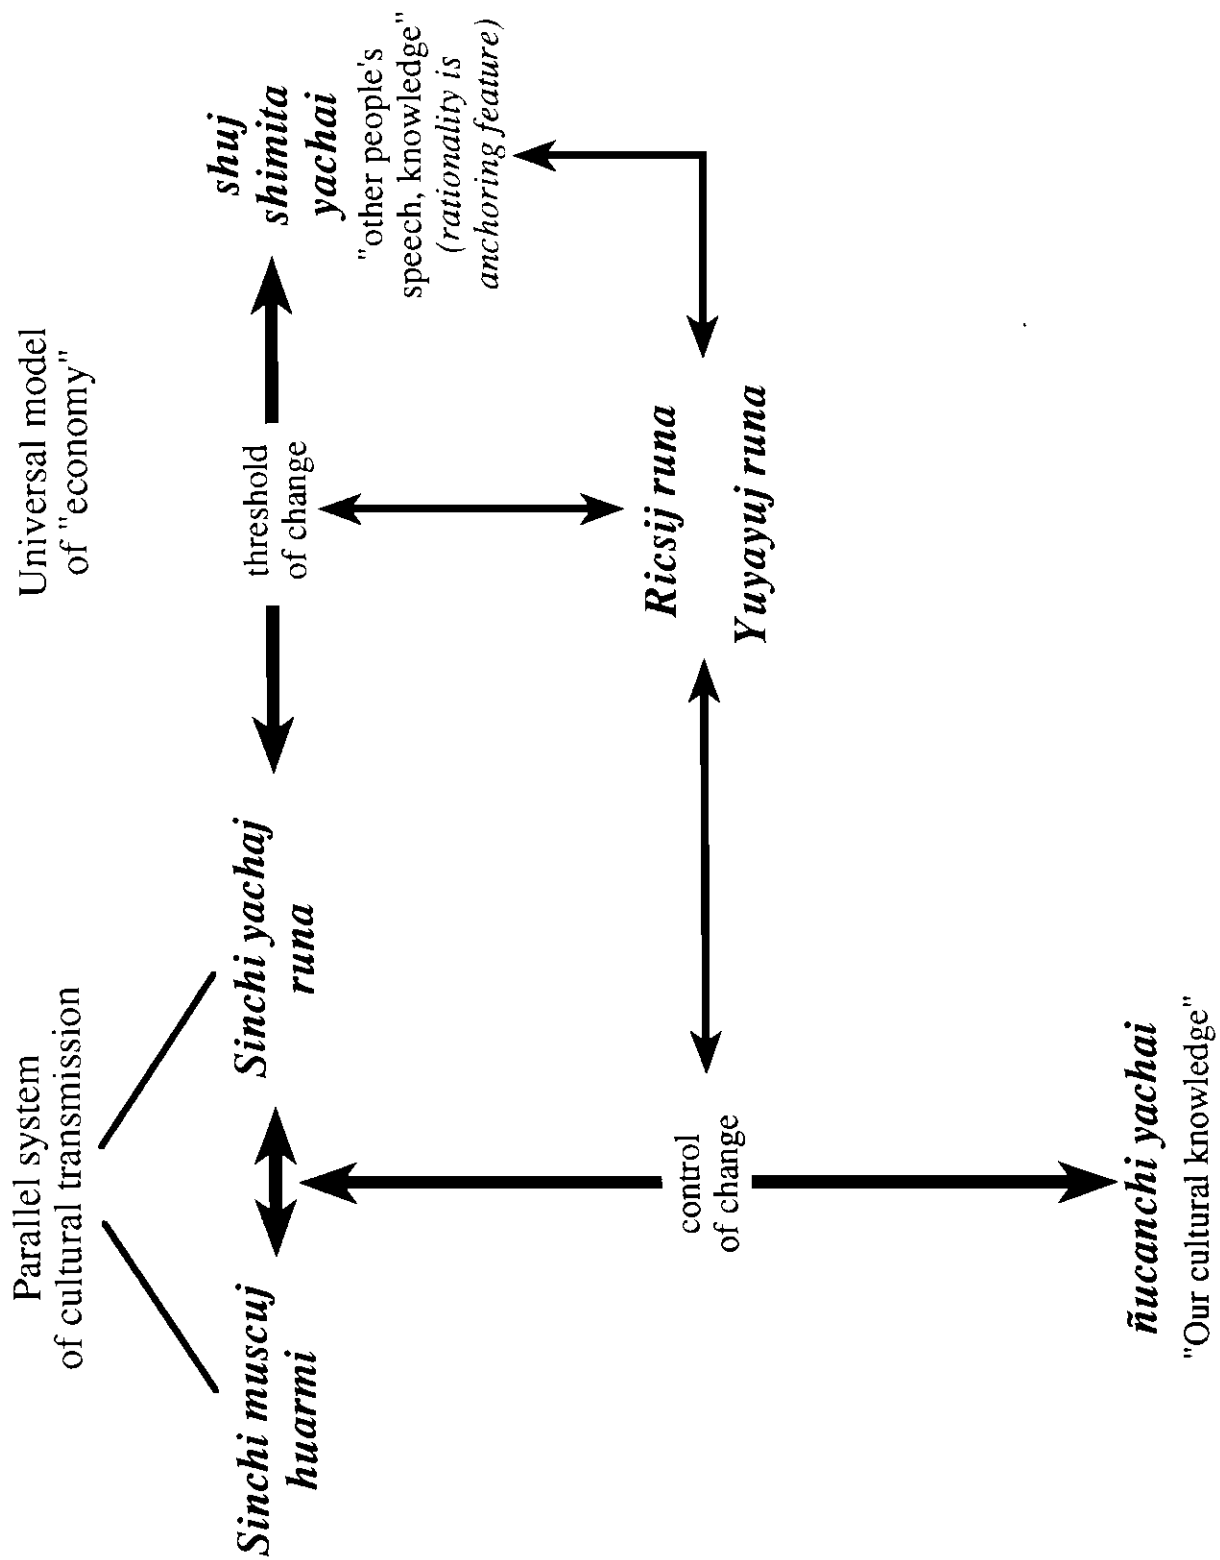 Parallel system
of cultural transmission
Universal model
of "economy"
Sinchi muscuj
huarmi
Sinchi yachaj
runa
threshold
of change
shuj
shimita
yachai
"other people's
speech, knowledge"
(rationality is
anchoring feature)
control
of change
Ricsij runa
Yuyayuj runa
ñucanchi yachai
"Our cultural knowledge"